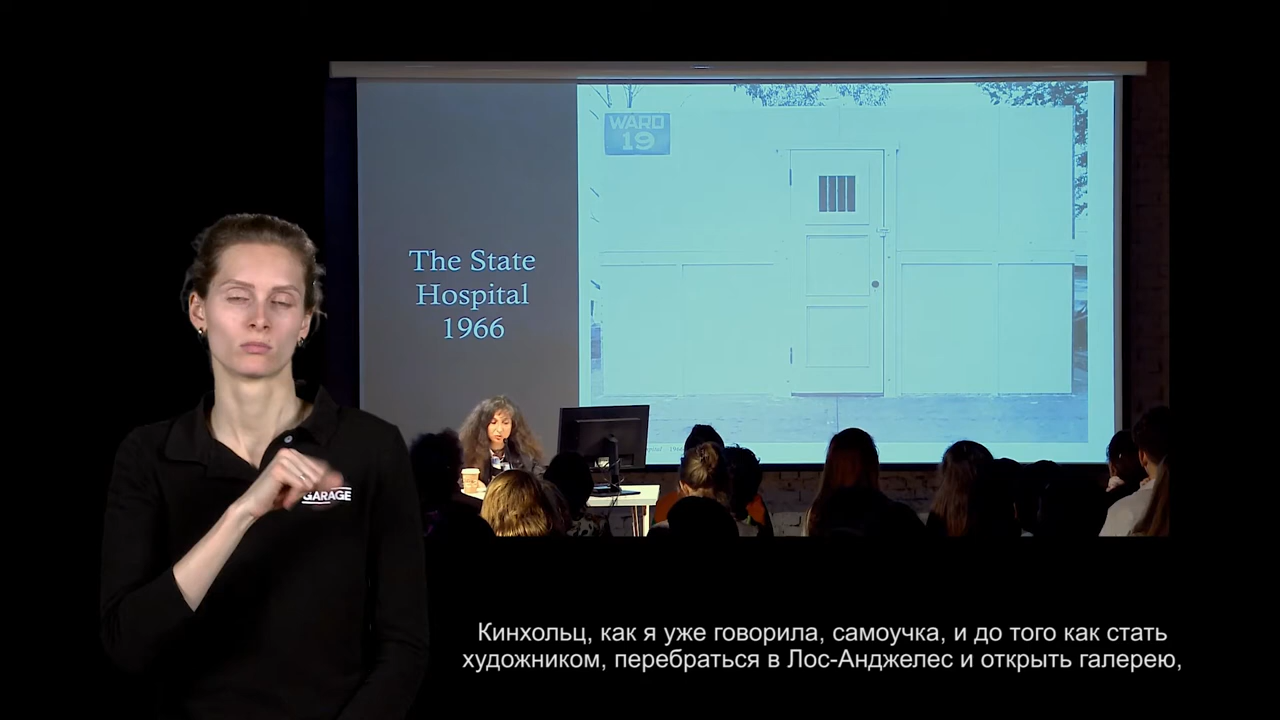 WARD
19
The State
Hospital
1966
GARAGE
Кинхольц, как я уже говорила, самоучка, и до того как стать
художником, перебраться в Лос-Анджелес и открыть галерею,